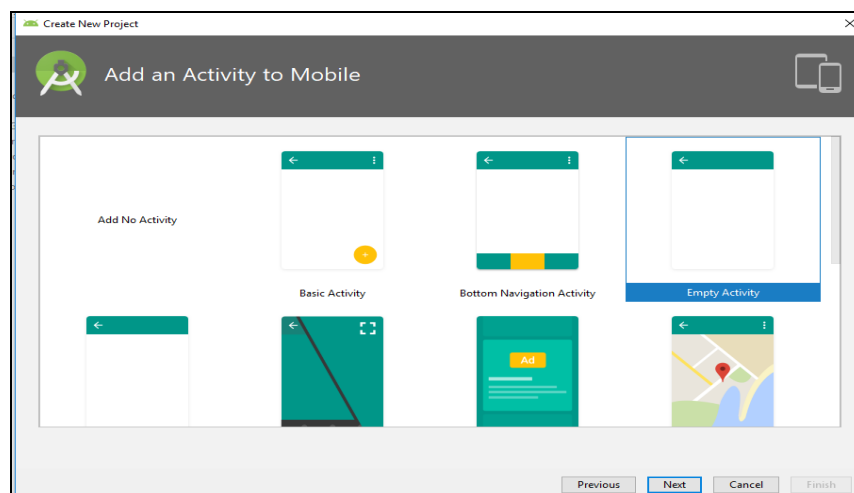 Create New Project
Add an Activity to Mobile
Add No Activity
Basic Activity
Bottom Navigation Activity
Empty Activity
Ad
Previous
Next
Cancel
Finish